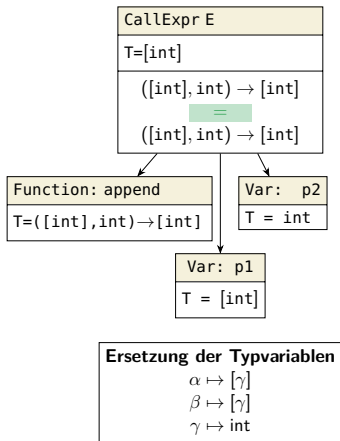 CallExpr E
T=[int]
([int], int) → [int]
=
([int], int) → [int]
Function: append
T=([int],int)→[int]
Var: p2
T = int
Var: p1
T = [int]
Ersetzung der Typvariablen
α ↦ [γ]
β ↦ [γ]
γ ↦ int